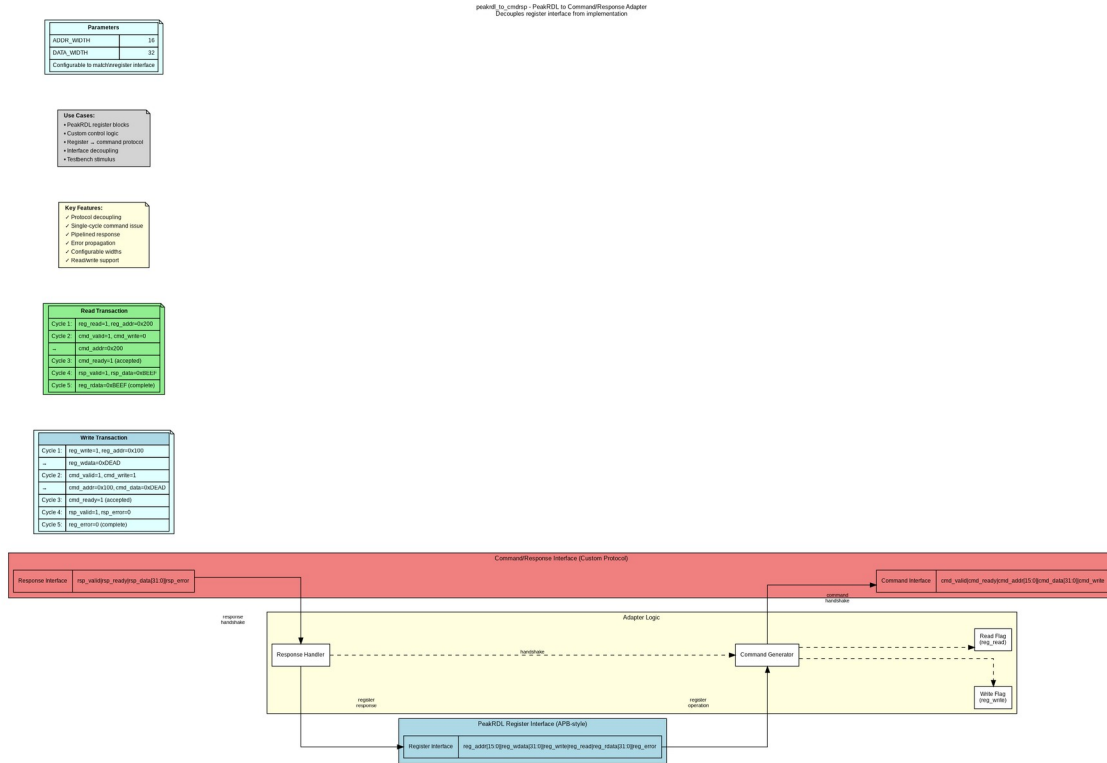 peakrdl_to_cmdrsp - PeakRDL to Command/Response Adapter
Decouples register interface from implementation
Parameters
ADDR_WIDTH 16
DATA_WIDTH 32
Configurable to match\nregister interface
Use Cases:
• PeakRDL register blocks
• Custom control logic
• Register → command protocol
• Interface decoupling
• Testbench stimulus
Key Features:
✓ Protocol decoupling
✓ Single-cycle command issue
✓ Pipelined response
✓ Error propagation
✓ Configurable widths
✓ Read/write support
Read Transaction
Cycle 1: reg_read=1, reg_addr=0x200
Cycle 2: cmd_valid=1, cmd_write=0
→ cmd_addr=0x200
Cycle 3: cmd_ready=1 (accepted)
Cycle 4: rsp_valid=1, rsp_data=0xBEEF
Cycle 5: reg_rdata=0xBEEF (complete)
Write Transaction
Cycle 1: reg_write=1, reg_addr=0x100
→ reg_wdata=0xDEAD
Cycle 2: cmd_valid=1, cmd_write=1
→ cmd_addr=0x100, cmd_data=0xDEAD
Cycle 3: cmd_ready=1 (accepted)
Cycle 4: rsp_valid=1, rsp_error=0
Cycle 5: reg_error=0 (complete)
Command/Response Interface (Custom Protocol)
Response Interface rsp_valid|rsp_ready|rsp_data[31:0]|rsp_error
Command Interface cmd_valid|cmd_ready|cmd_addr[15:0]|cmd_data[31:0]|cmd_write
command
handshake
response
handshake
Adapter Logic
Response Handler
handshake
Command Generator
Read Flag
(reg_read)
Write Flag
(reg_write)
register
response
register
operation
PeakRDL Register Interface (APB-style)
Register Interface reg_addr[15:0]|reg_wdata[31:0]|reg_write|reg_read|reg_rdata[31:0]|reg_error